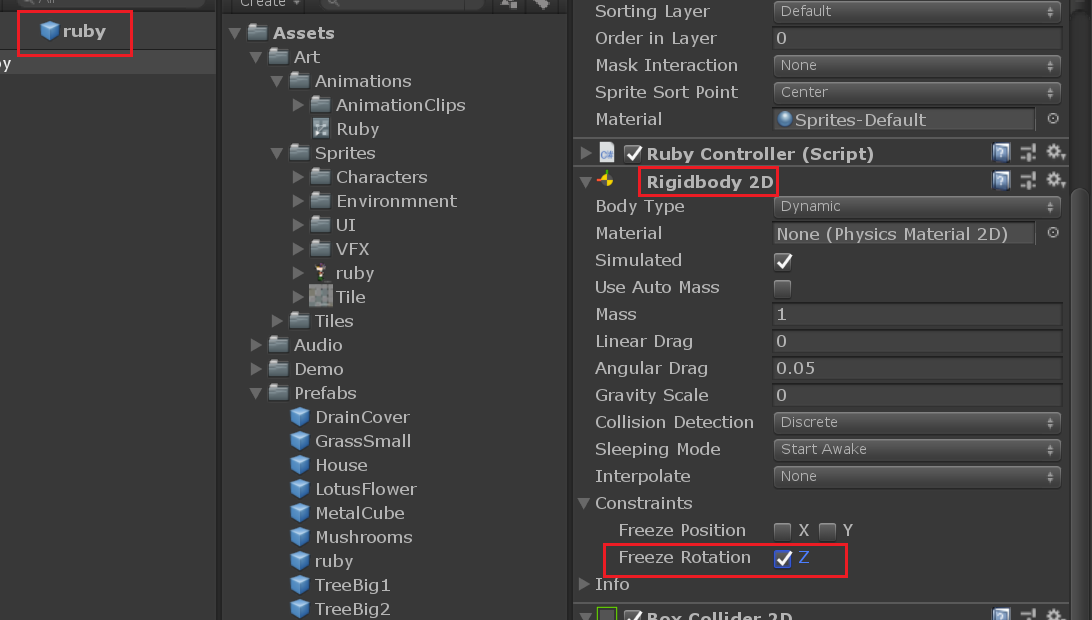 ruby
Create
Assets
Art
Animations
AnimationClips
Ruby
Sprites
Characters
Environmnent
UI
VFX
ruby
Tile
Tiles
Audio
Demo
Prefabs
DrainCover
GrassSmall
House
LotusFlower
MetalCube
Mushrooms
ruby
TreeBig1
TreeBig2
Sorting Layer Default
Order in Layer 0
Mask Interaction None
Sprite Sort Point Center
Material Sprites-Default
Ruby Controller (Script)
Rigidbody 2D
Body Type Dynamic
Material None (Physics Material 2D)
Simulated
Use Auto Mass
Mass 1
Linear Drag 0
Angular Drag 0.05
Gravity Scale 0
Collision Detection Discrete
Sleeping Mode Start Awake
Interpolate None
Constraints
Freeze Position X Y
Freeze Rotation Z
Info
Box Collider 2D